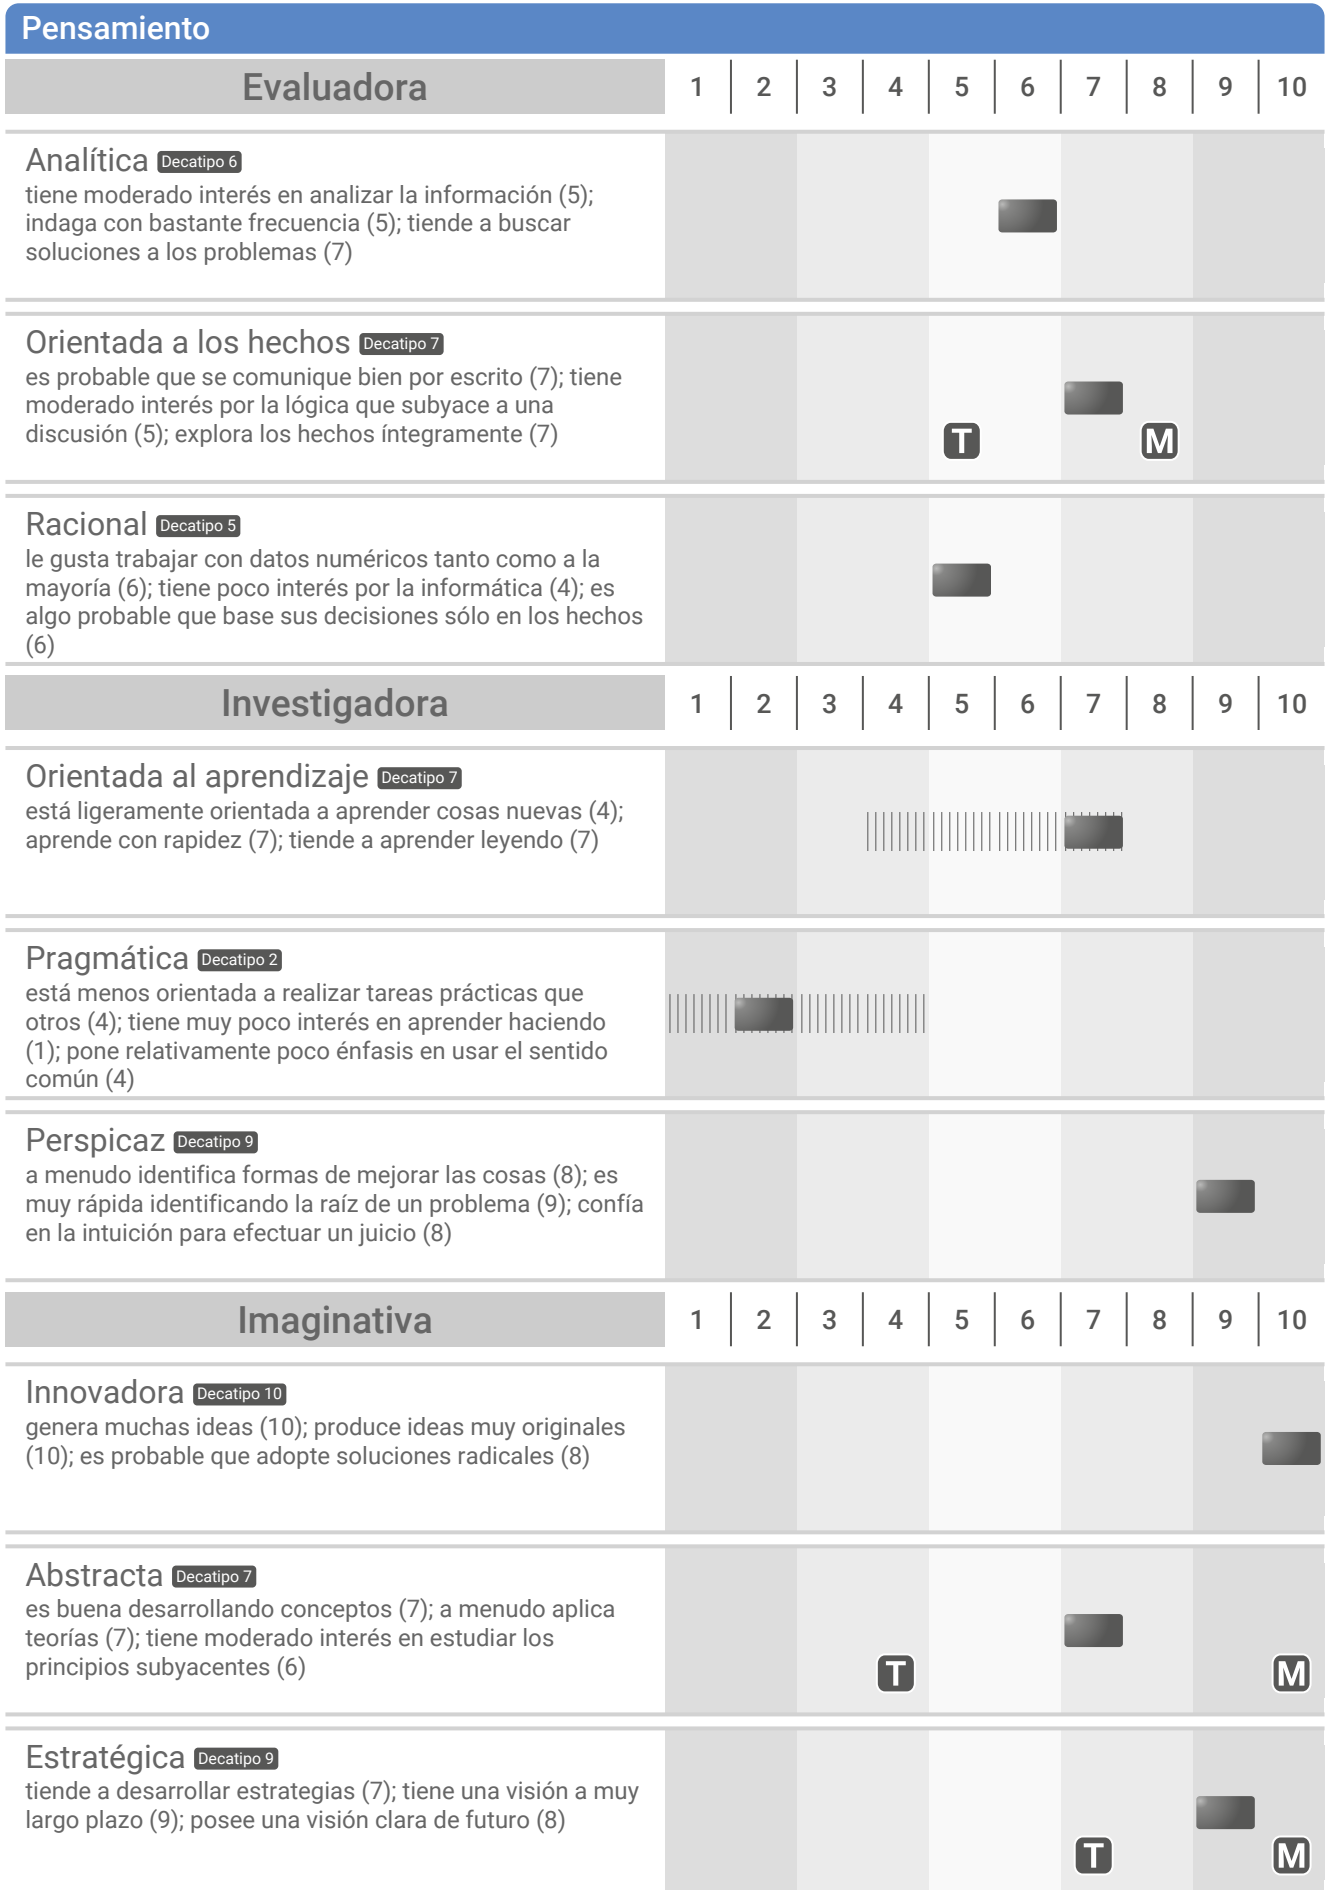 Pensamiento
Evaluadora 1 2 3 4 5 6 7 8 9 10
Analítica Decatipo 6
tiene moderado interés en analizar la información (5);
indaga con bastante frecuencia (5); tiende a buscar
soluciones a los problemas (7)
Orientada a los hechos Decatipo 7
es probable que se comunique bien por escrito (7); tiene
moderado interés por la lógica que subyace a una
discusión (5); explora los hechos íntegramente (7)
T M
Racional Decatipo 5
le gusta trabajar con datos numéricos tanto como a la
mayoría (6); tiene poco interés por la informática (4); es
algo probable que base sus decisiones sólo en los hechos
(6)
Investigadora 1 2 3 4 5 6 7 8 9 10
Orientada al aprendizaje Decatipo 7
está ligeramente orientada a aprender cosas nuevas (4);
aprende con rapidez (7); tiende a aprender leyendo (7)
Pragmática Decatipo 2
está menos orientada a realizar tareas prácticas que
otros (4); tiene muy poco interés en aprender haciendo
(1); pone relativamente poco énfasis en usar el sentido
común (4)
Perspicaz Decatipo 9
a menudo identifica formas de mejorar las cosas (8); es
muy rápida identificando la raíz de un problema (9); confía
en la intuición para efectuar un juicio (8)
Imaginativa 1 2 3 4 5 6 7 8 9 10
Innovadora Decatipo 10
genera muchas ideas (10); produce ideas muy originales
(10); es probable que adopte soluciones radicales (8)
Abstracta Decatipo 7
es buena desarrollando conceptos (7); a menudo aplica
teorías (7); tiene moderado interés en estudiar los
principios subyacentes (6)
T M
Estratégica Decatipo 9
tiende a desarrollar estrategias (7); tiene una visión a muy
largo plazo (9); posee una visión clara de futuro (8)
T M